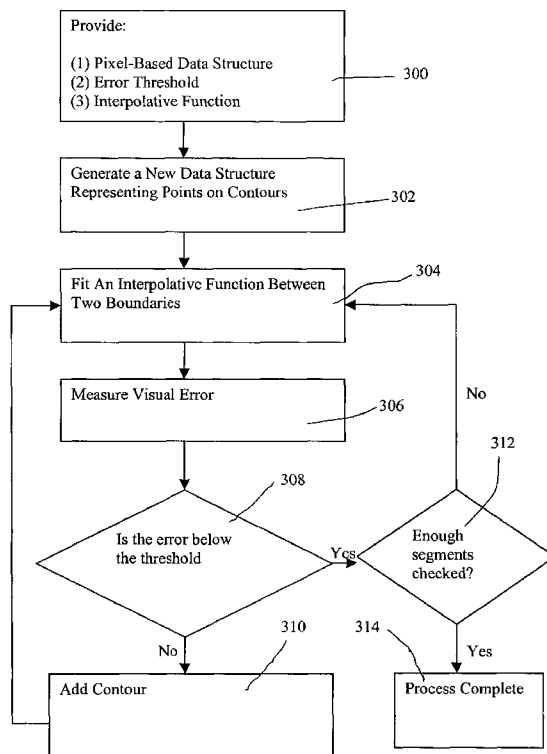 Provide:
(1) Pixel-Based Data Structure
(2) Error Threshold
(3) Interpolative Function
300
Generate a New Data Structure
Representing Points on Contours
302
Fit An Interpolative Function Between
Two Boundaries
304
Measure Visual Error
306
No
312
308
Is the error below
the threshold
Yes
Enough
segments
checked?
No
310
314
Yes
Add Contour
Process Complete